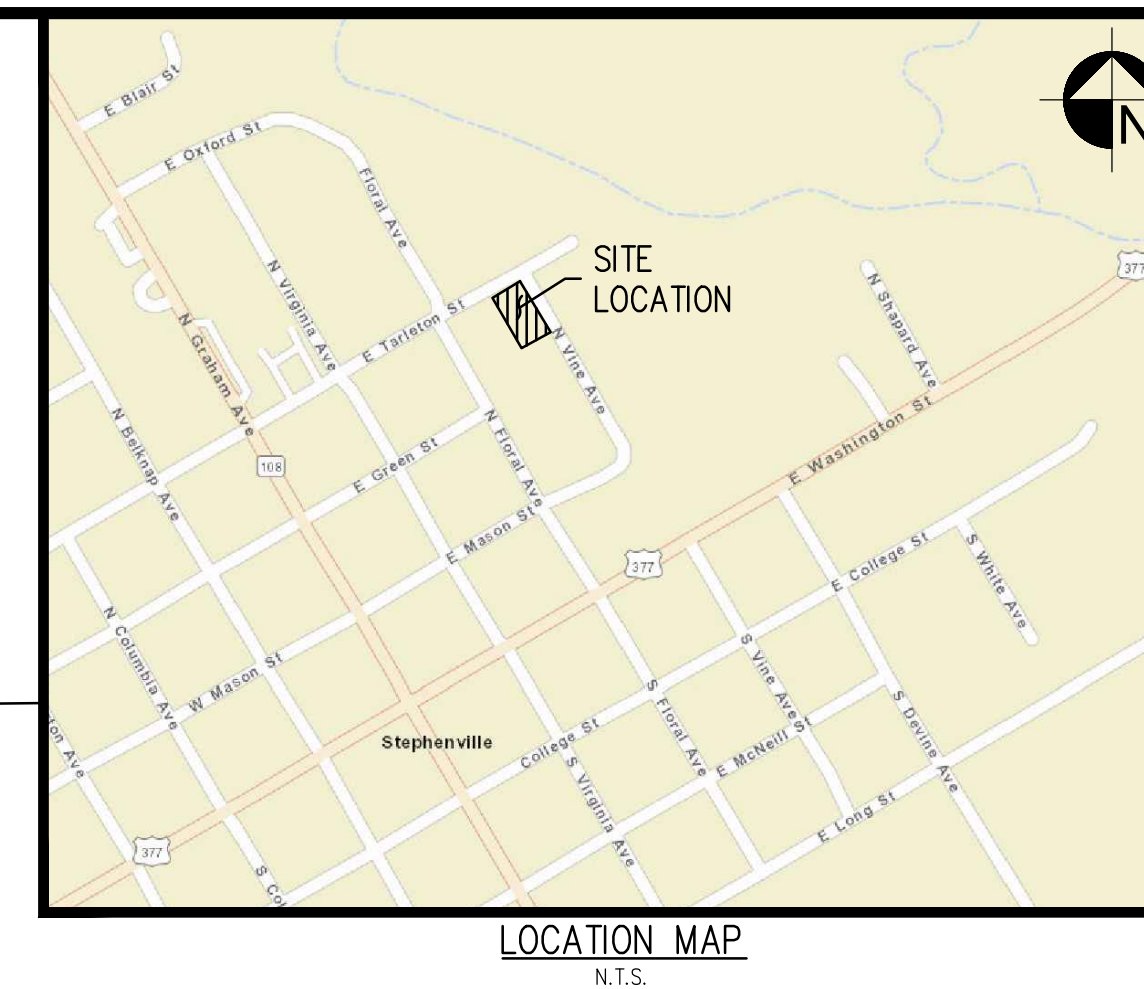 E Blair St
E Oxford St
Floral Ave
N
SITE
LOCATION
377
N Virginia Ave
N Shapard Ave
E Tarleton St
N Graham Ave
N Vine Ave
N Belknap Ave
N Floral Ave
E Washington St
108
E Green St
E Mason St
377
E College St
S White Ave
N Columbia Ave
W Mason St
S Vine Ave
S Floral Ave
S Devine Ave
ton Ave
Stephenville
College St
E McNeill St
S Virginia Ave
E Long St
377
S Co
LOCATION MAP
N.T.S.